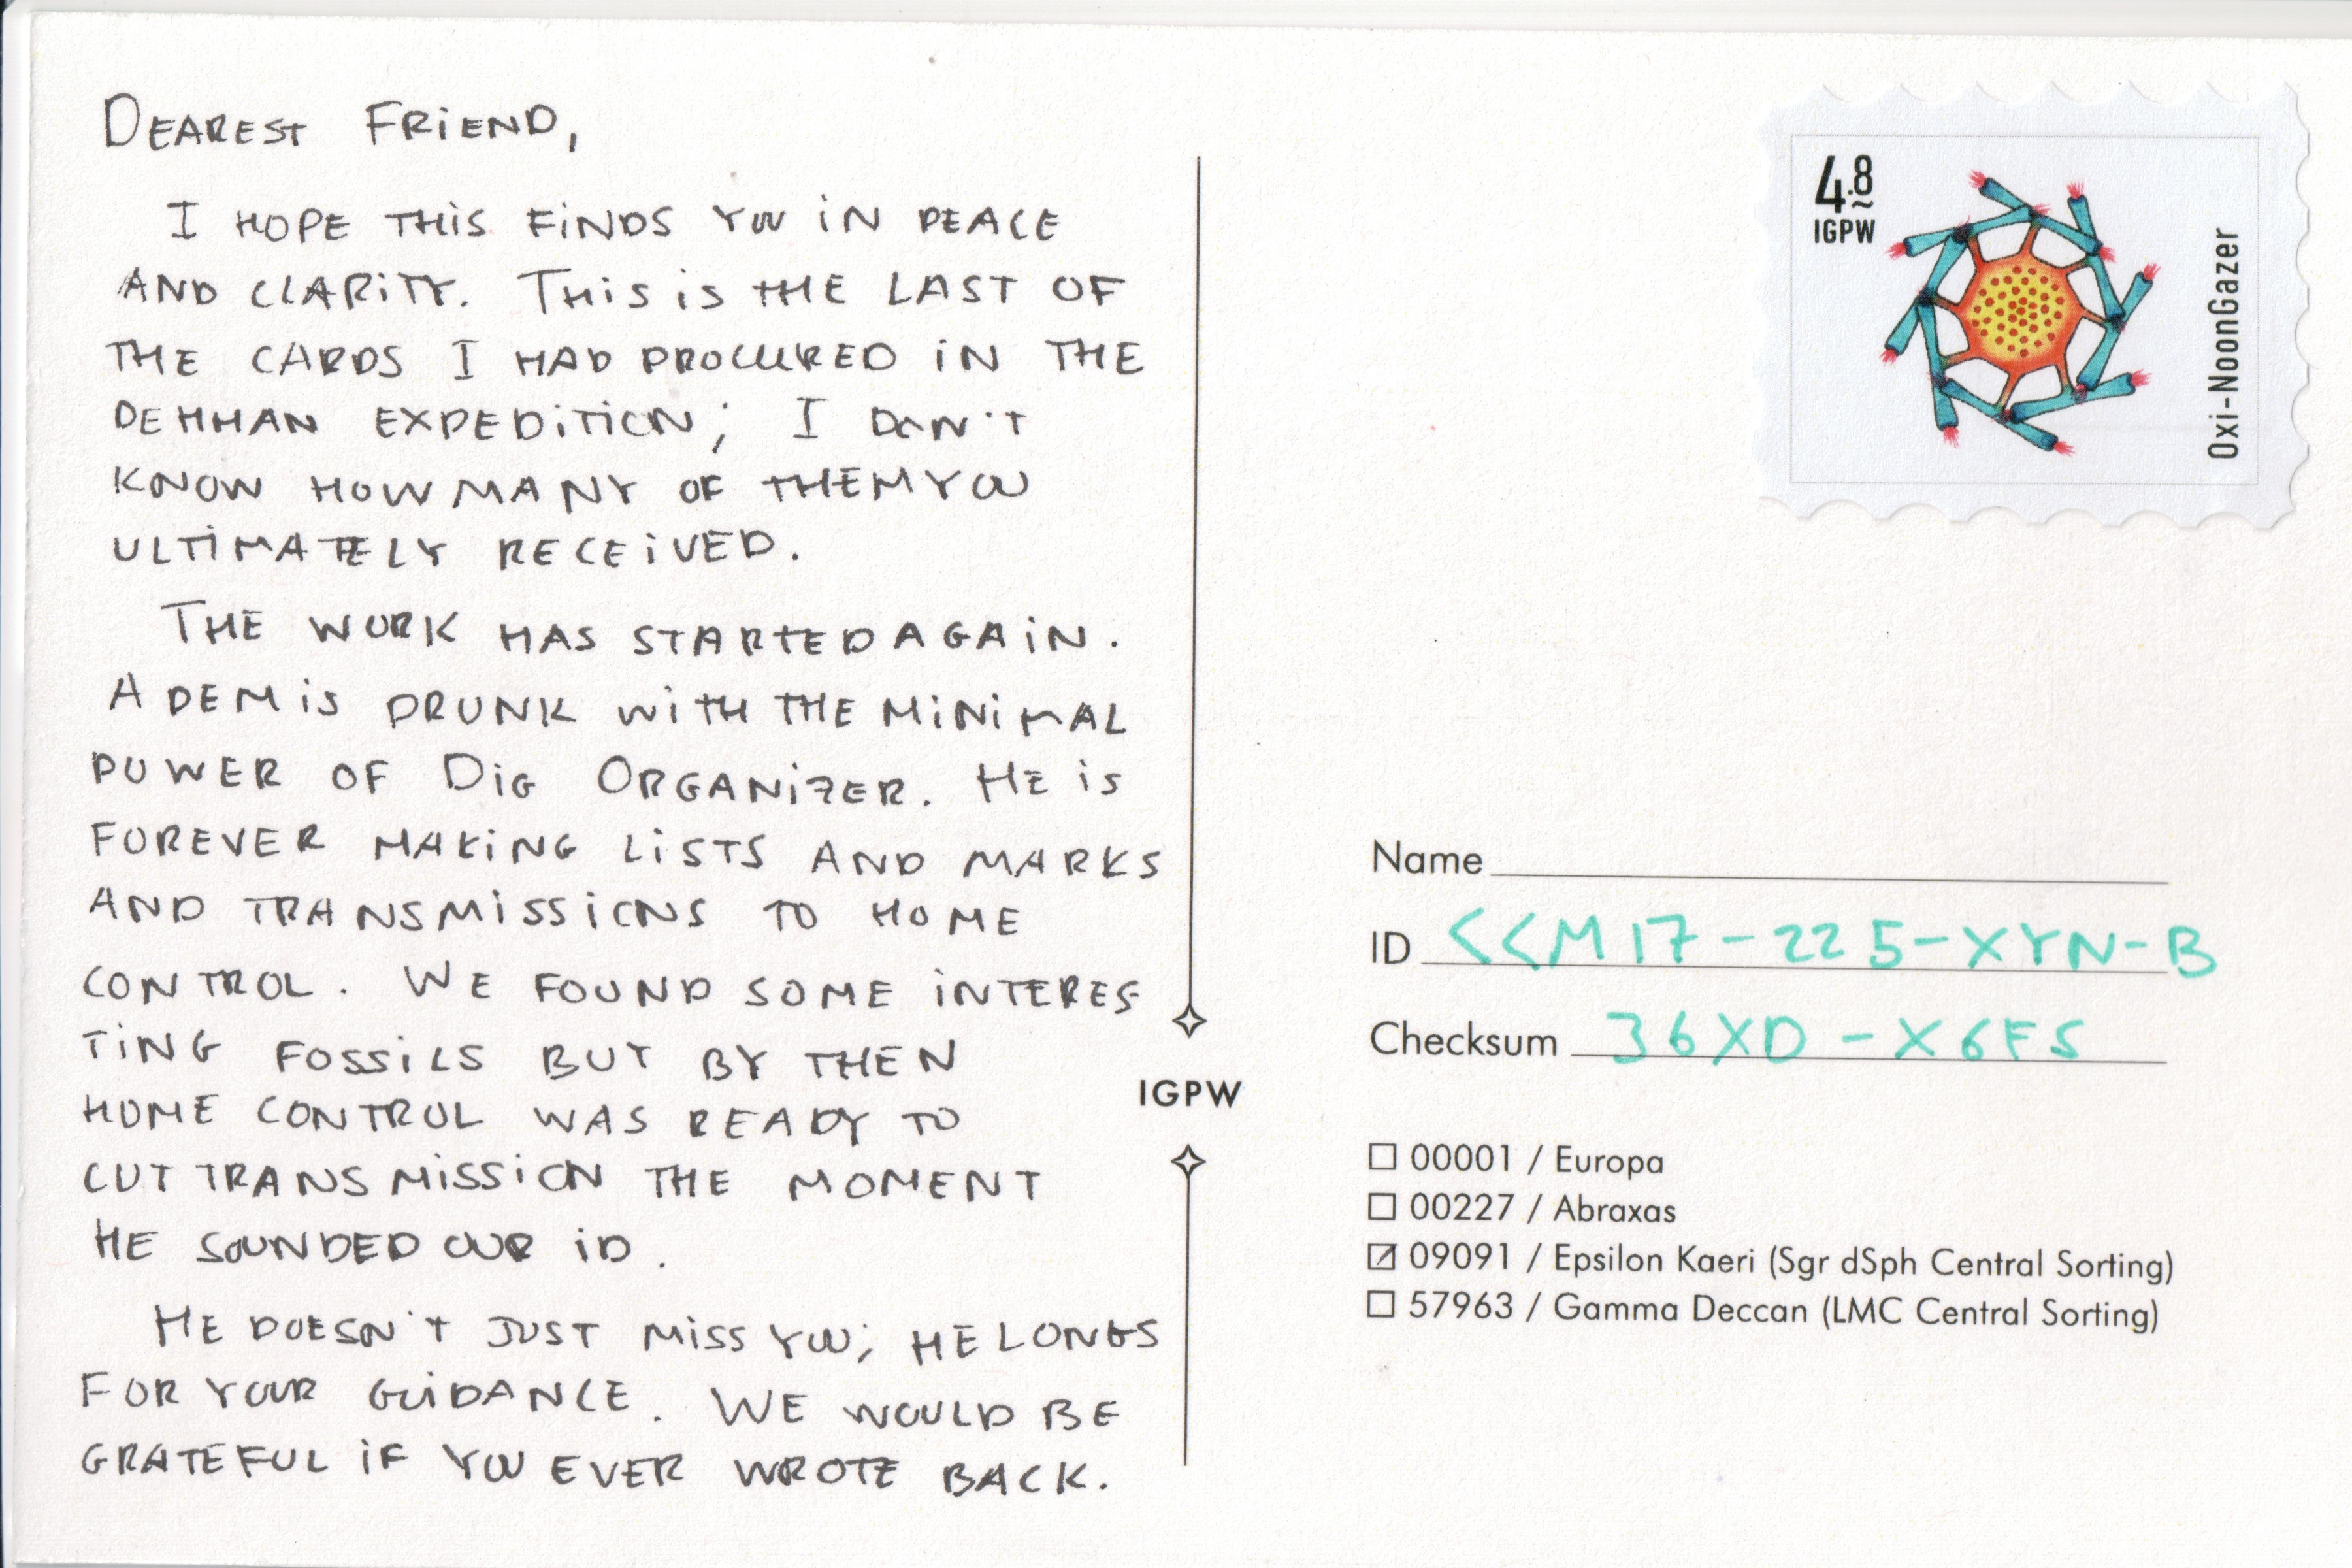 DEAREST FRIEND,
I HOPE THIS FINDS YOU IN PEACE
AND CLARITY. THIS IS THE LAST OF
THE CARDS I HAD PROCURED IN THE
DEHHAN EXPEDITION; I DON'T
KNOW HOW MANY OF THEM YOU
ULTIMATELY RECEIVED.
THE WORK HAS STARTED AGAIN.
ADEM IS DRUNK WITH THE MINIMAL
POWER OF DIG ORGANIZER. HE IS
FOREVER MAKING LISTS AND MARKS
AND TRANSMISSIONS TO HOME
CONTROL. WE FOUND SOME INTERES-
TING FOSSILS BUT BY THEN
HOME CONTROL WAS READY TO
CUT TRANSMISSION THE MOMENT
HE SOUNDED OUR ID.
HE DOESN'T JUST MISS YOU; HE LONGS
FOR YOUR GUIDANCE. WE WOULD BE
GRATEFUL IF YOU EVER WROTE BACK.
IGPW
4.8
IGPW
Oxi-NoonGazer
Name
ID <<M17-225-XYN-B
Checksum 36XD-X6FS
00001 / Europa
00227 / Abraxas
09091 / Epsilon Kaeri (Sgr dSph Central Sorting)
57963 / Gamma Deccan (LMC Central Sorting)